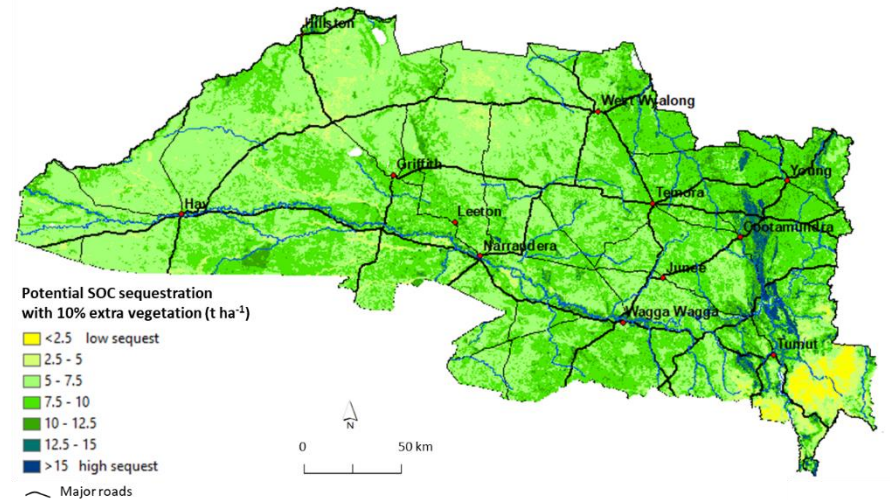 Hillston
West Wyalong
Griffith
Young
Hay
Temora
Leeton
Cootamundra
Narrandera
Junee
Potential SOC sequestration
with 10% extra vegetation (t ha⁻¹)
Wagga Wagga
<2.5 low sequest
Tumut
2.5 - 5
5 - 7.5
7.5 - 10
10 - 12.5
12.5 - 15
>15 high sequest
Major roads
N
0 50 km